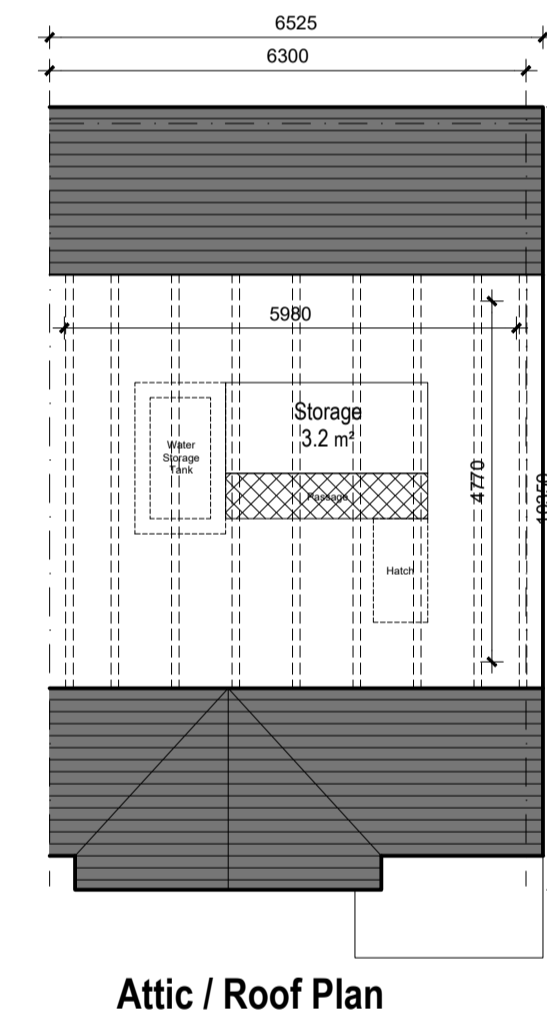 6525
6300
5980
Storage
3.2 m²
Water
Storage
Tank
Passage
4770
Hatch
Attic / Roof Plan